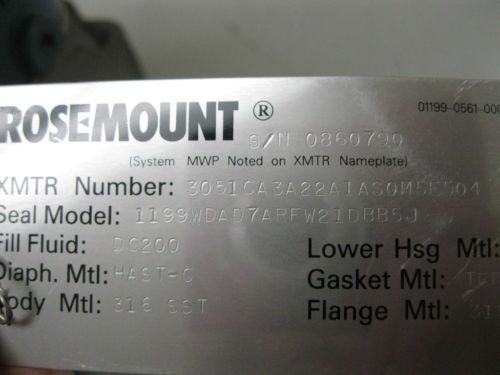 ROSEMOUNT ® 01199-0561-000
S/N 0860790
(System MWP Noted on XMTR Nameplate)
XMTR Number: 3051CA3A22A1AS0M5E504
Seal Model: 1199WDAD7ARFW21DBB5J
Fill Fluid: DC200 Lower Hsg Mtl:
Diaph. Mtl: HAST-C Gasket Mtl:
Body Mtl: 316 SST Flange Mtl: 31